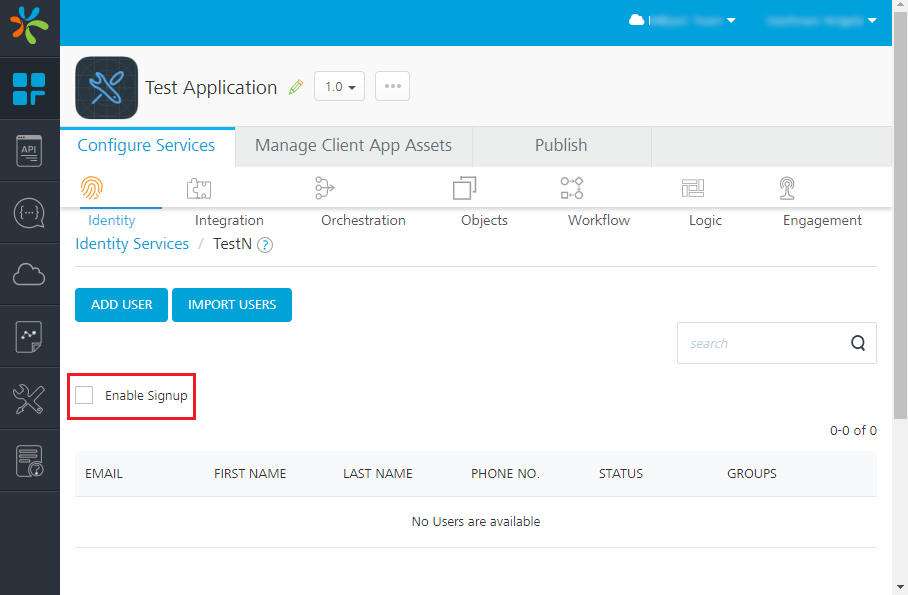 Test Application
1.0
Configure Services
Manage Client App Assets
Publish
API
{...}
Identity
Integration
Orchestration
Objects
Workflow
Logic
Engagement
Identity Services / TestN ?
ADD USER
IMPORT USERS
search
Enable Signup
0-0 of 0
EMAIL FIRST NAME LAST NAME PHONE NO. STATUS GROUPS
No Users are available